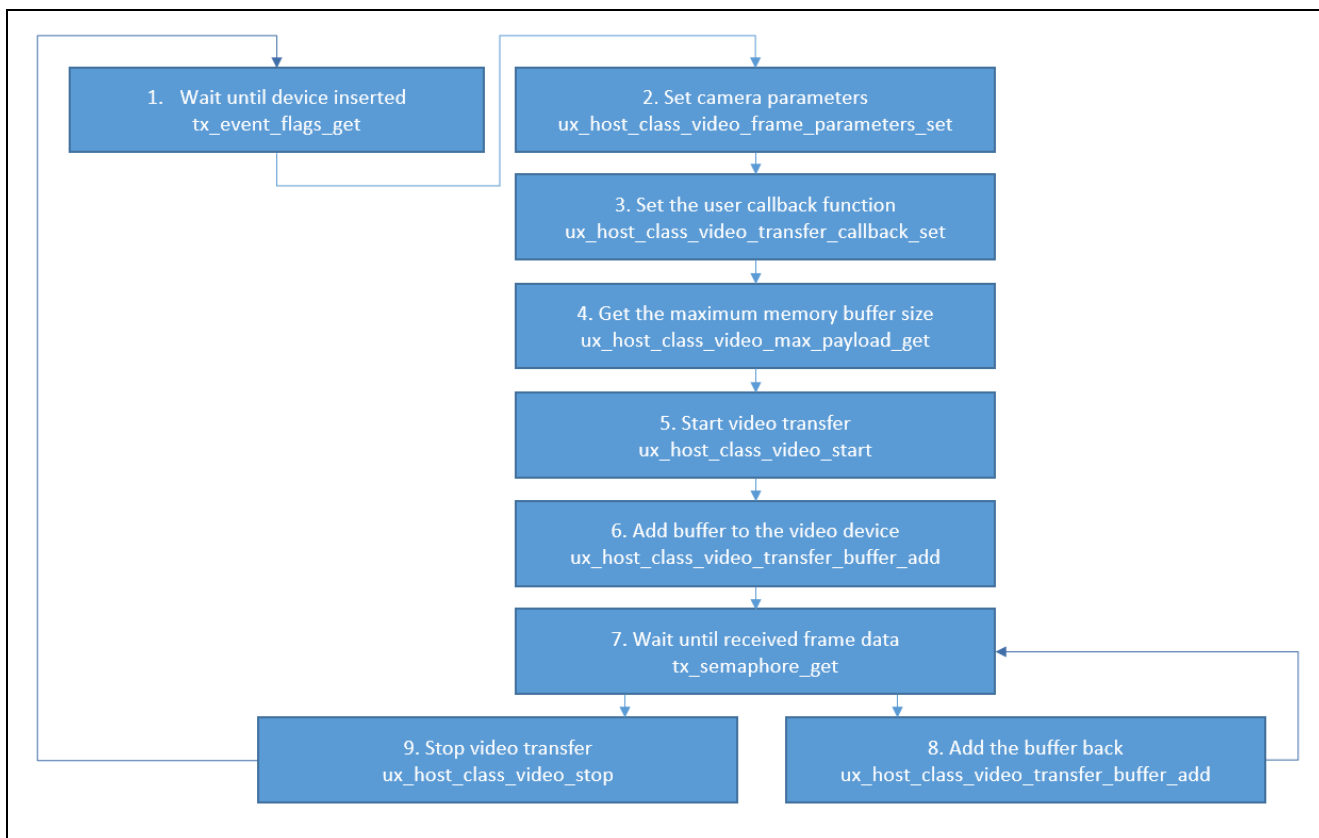 1. Wait until device inserted
tx_event_flags_get
2. Set camera parameters
ux_host_class_video_frame_parameters_set
3. Set the user callback function
ux_host_class_video_transfer_callback_set
4. Get the maximum memory buffer size
ux_host_class_video_max_payload_get
5. Start video transfer
ux_host_class_video_start
6. Add buffer to the video device
ux_host_class_video_transfer_buffer_add
7. Wait until received frame data
tx_semaphore_get
9. Stop video transfer
ux_host_class_video_stop
8. Add the buffer back
ux_host_class_video_transfer_buffer_add